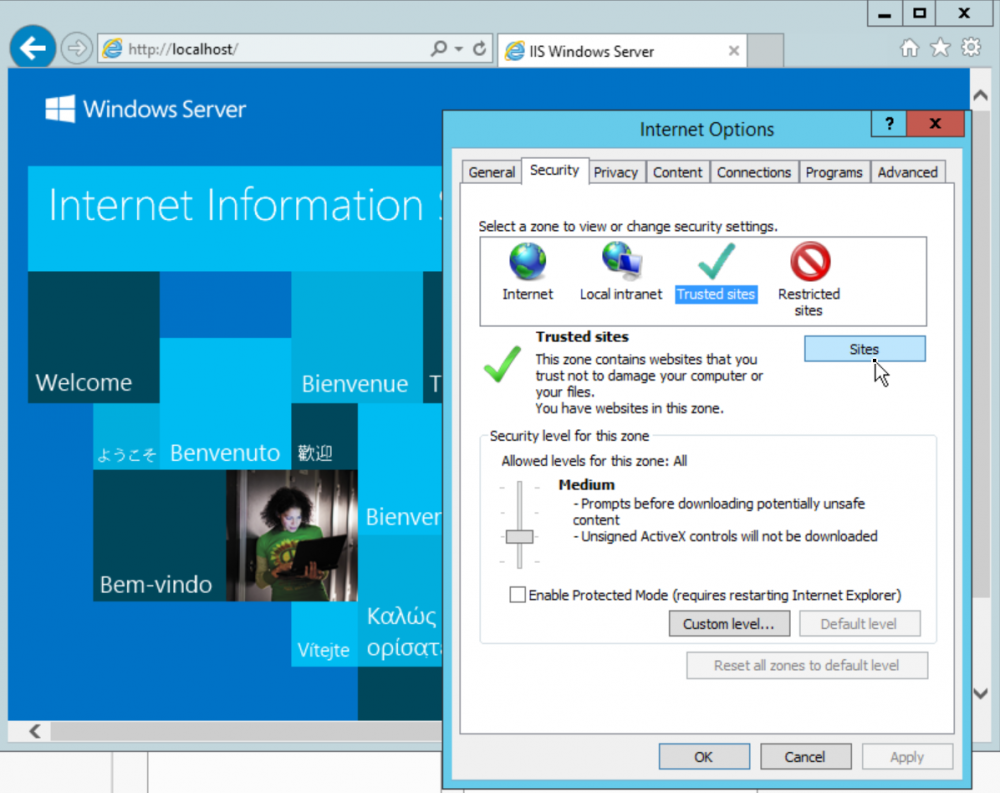 http://localhost/
IIS Windows Server
Windows Server
Internet Information
Welcome
Bienvenue
T
ようこそ
Benvenuto
歡迎
Bienven
Bem-vindo
Vítejte
Καλώς
ορίσατ
Internet Options
?
General
Security
Privacy
Content
Connections
Programs
Advanced
Select a zone to view or change security settings.
Internet
Local intranet
Trusted sites
Restricted
sites
Trusted sites
Sites
This zone contains websites that you
trust not to damage your computer or
your files.
You have websites in this zone.
Security level for this zone
Allowed levels for this zone: All
Medium
- Prompts before downloading potentially unsafe
content
- Unsigned ActiveX controls will not be downloaded
Enable Protected Mode (requires restarting Internet Explorer)
Custom level...
Default level
Reset all zones to default level
OK
Cancel
Apply